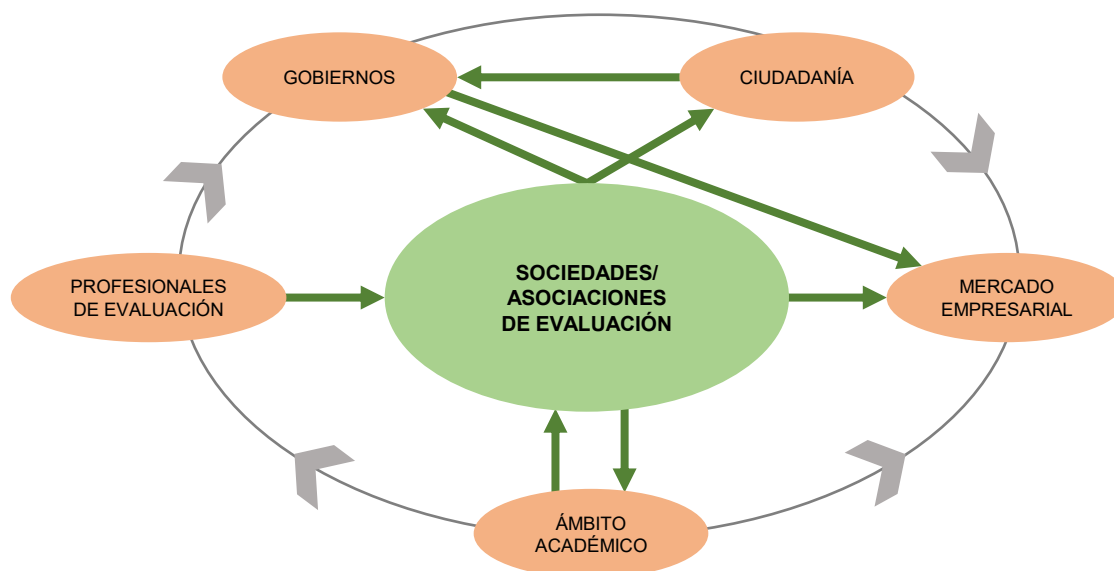 GOBIERNOS
CIUDADANÍA
PROFESIONALES
DE EVALUACIÓN
SOCIEDADES/
ASOCIACIONES
DE EVALUACIÓN
MERCADO
EMPRESARIAL
ÁMBITO
ACADÉMICO